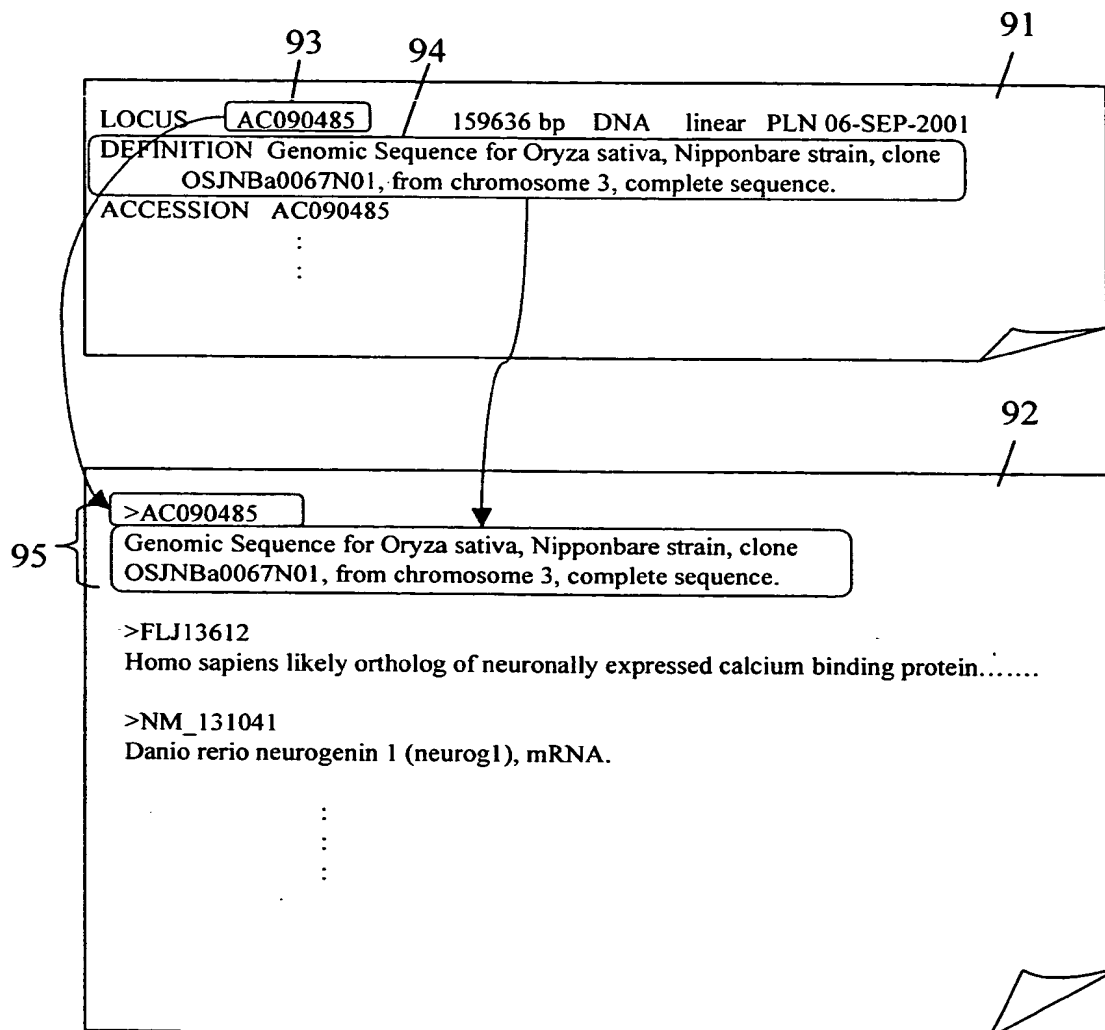 91
93
94
LOCUS AC090485 159636 bp DNA linear PLN 06-SEP-2001
DEFINITION Genomic Sequence for Oryza sativa, Nipponbare strain, clone
OSJNBa0067N01, from chromosome 3, complete sequence.
ACCESSION AC090485
:
:
92
95
>AC090485
Genomic Sequence for Oryza sativa, Nipponbare strain, clone
OSJNBa0067N01, from chromosome 3, complete sequence.
>FLJ13612
Homo sapiens likely ortholog of neuronally expressed calcium binding protein.......
>NM_131041
Danio rerio neurogenin 1 (neurog1), mRNA.
:
:
: